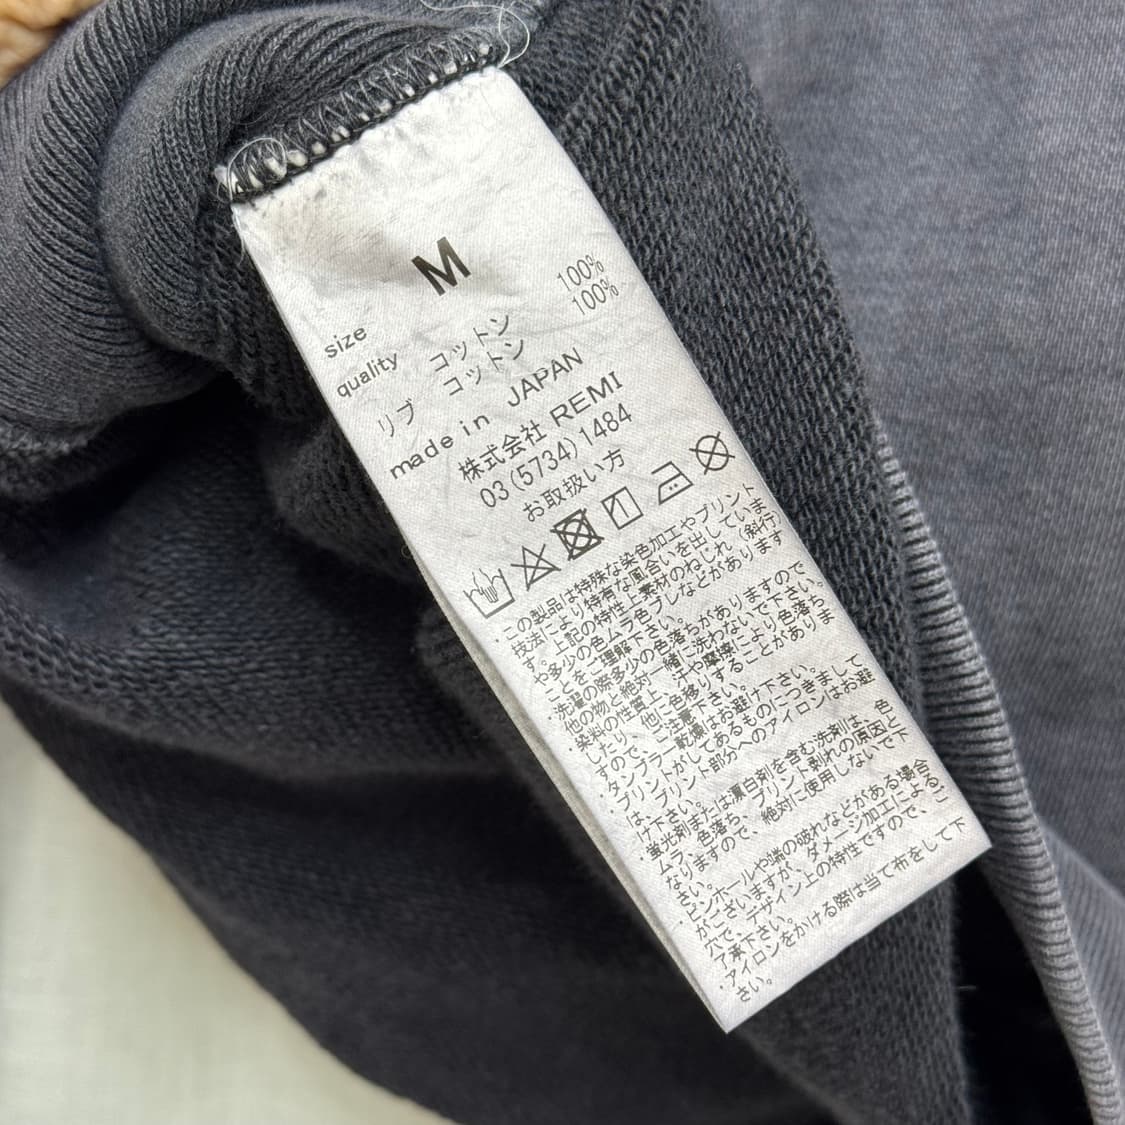 size M
quality コットン 100%
リブ コットン 100%
made in JAPAN
株式会社 REMI
03 (5734) 1484
お取扱い方
・この製品は特殊な染色加工やプリント
技法により特有な風合いを出していま
す。上記の特性上素材のねじれ（斜行）
や多少の色ムラ色ブレなどがあります
ことをご理解下さい。
・洗濯の際多少の色落ちがありますので
他の物と絶対一緒に洗わないで下さい。
・染料の性質上、汗や摩擦により色落ち
したり、他に色移りすることがありま
すので、ご注意下さい。
・タンブラー乾燥はお避け下さい。
・プリントがしてあるものにつきまして
は、プリント部分へのアイロンはお避
け下さい。
・蛍光剤または漂白剤を含む洗剤は、色
ムラ、色落ち、プリント剥れの原因と
なりますので、絶対に使用しないで下
さい。
・ピンホールや端の破れなどがある場合
がございますが、ダメージ加工によるご
穴で、デザイン上の特性ですので、
了承下さい。
・アイロンをかける際は当て布をして下
さい。